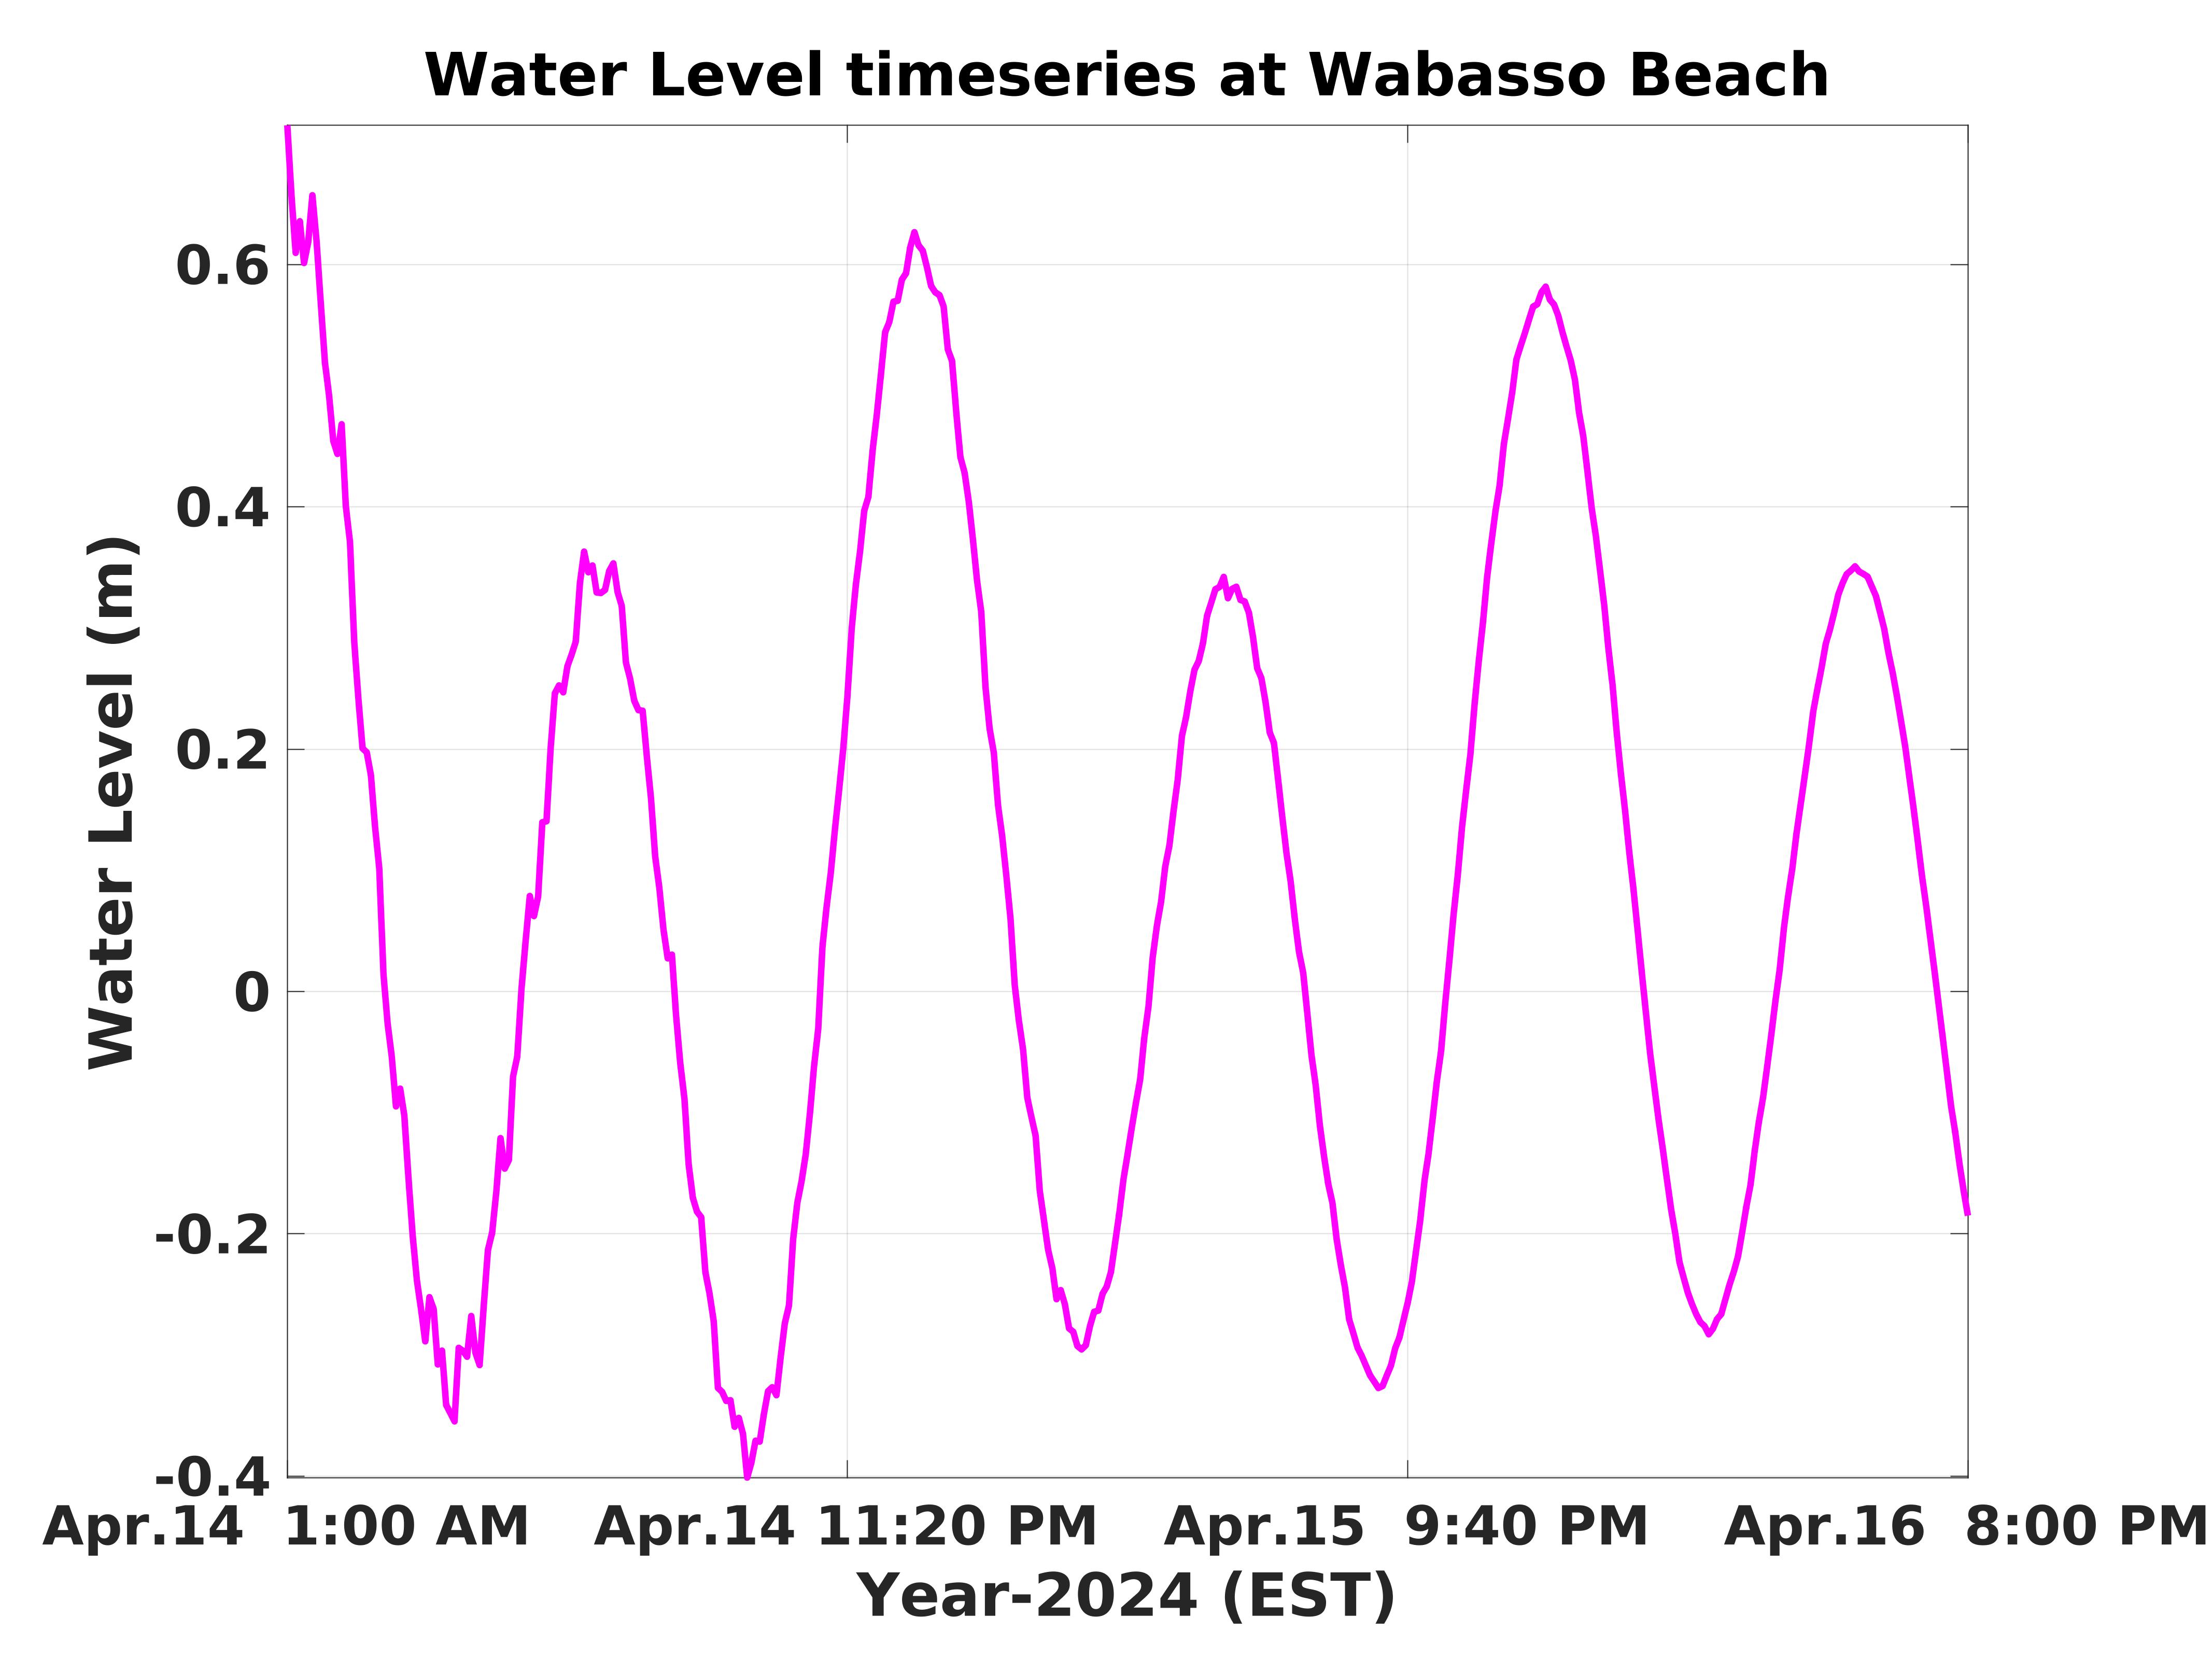 Water Level timeseries at Wabasso Beach
Water Level (m)
0.6
0.4
0.2
0
-0.2
-0.4
Apr.14 1:00 AM Apr.14 11:20 PM Apr.15 9:40 PM Apr.16 8:00 PM
Year-2024 (EST)